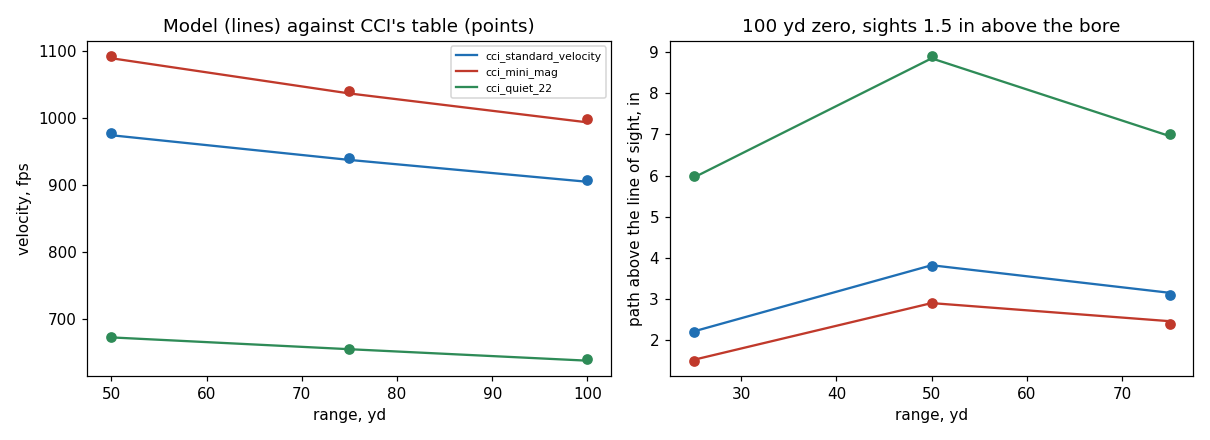 Model (lines) against CCI's table (points)
velocity, fps
1100
1000
900
800
700
cci_standard_velocity
cci_mini_mag
cci_quiet_22
50
60
70
80
90
100
range, yd
100 yd zero, sights 1.5 in above the bore
path above the line of sight, in
9
8
7
6
5
4
3
2
30
40
50
60
70
range, yd